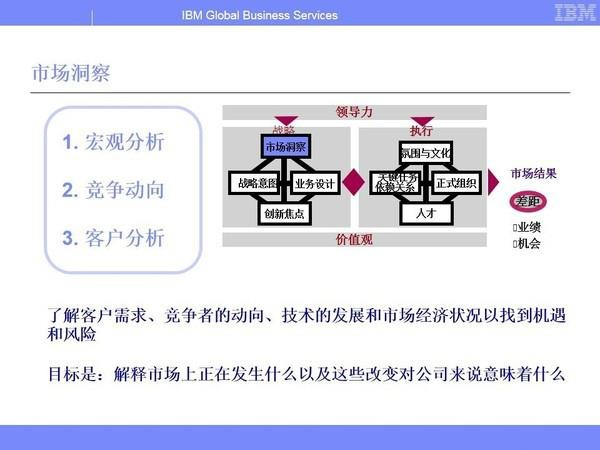 IBM Global Business Services
IBM
市场洞察
1. 宏观分析
2. 竞争动向
3. 客户分析
领导力
战略
执行
市场洞察
氛围与文化
战略意图
业务设计
关键任务
依赖关系
正式组织
创新焦点
人才
价值观
市场结果
差距
业绩
机会
了解客户需求、竞争者的动向、技术的发展和市场经济状况以找到机遇
和风险
目标是：解释市场上正在发生什么以及这些改变对公司来说意味着什么